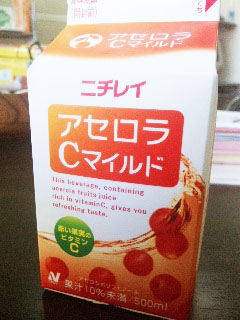 アセロラ
Cマイルド
ニチレイ
アセロラ
Cマイルド
This beverage, containing
acerola fruits juice
rich in vitaminC, gives you
refreshing taste.
赤い果実の
ビタミン
C
果汁10%未満/500ml